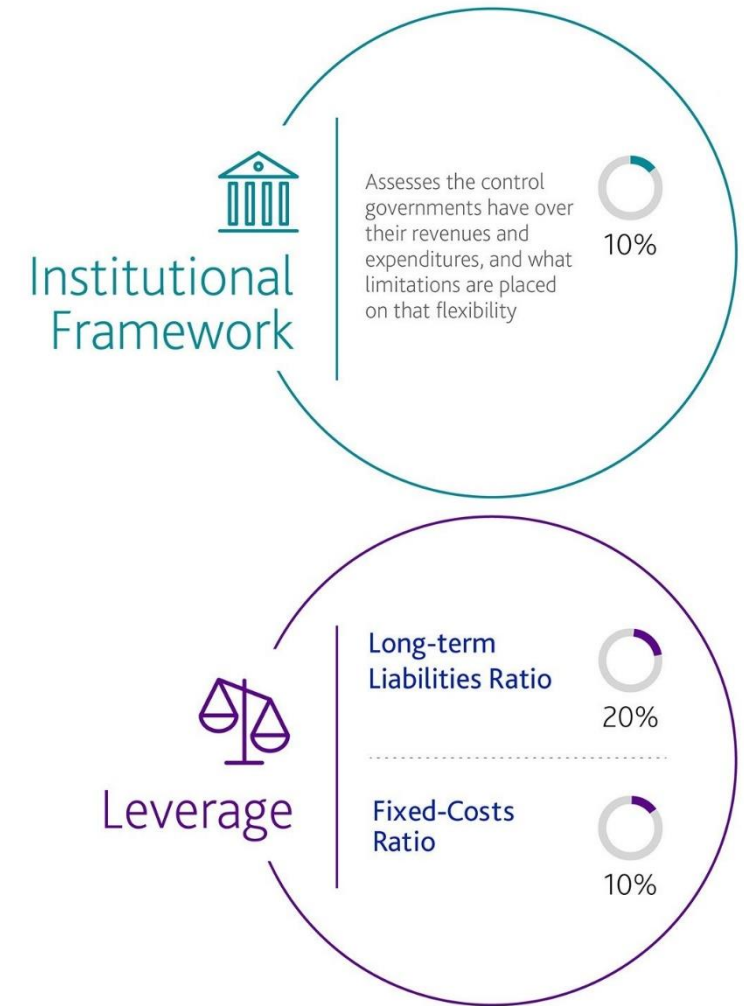 Institutional
Framework
Assesses the control
governments have over
their revenues and
expenditures, and what
limitations are placed
on that flexibility
10%
Leverage
Long-term
Liabilities Ratio
20%
Fixed-Costs
Ratio
10%